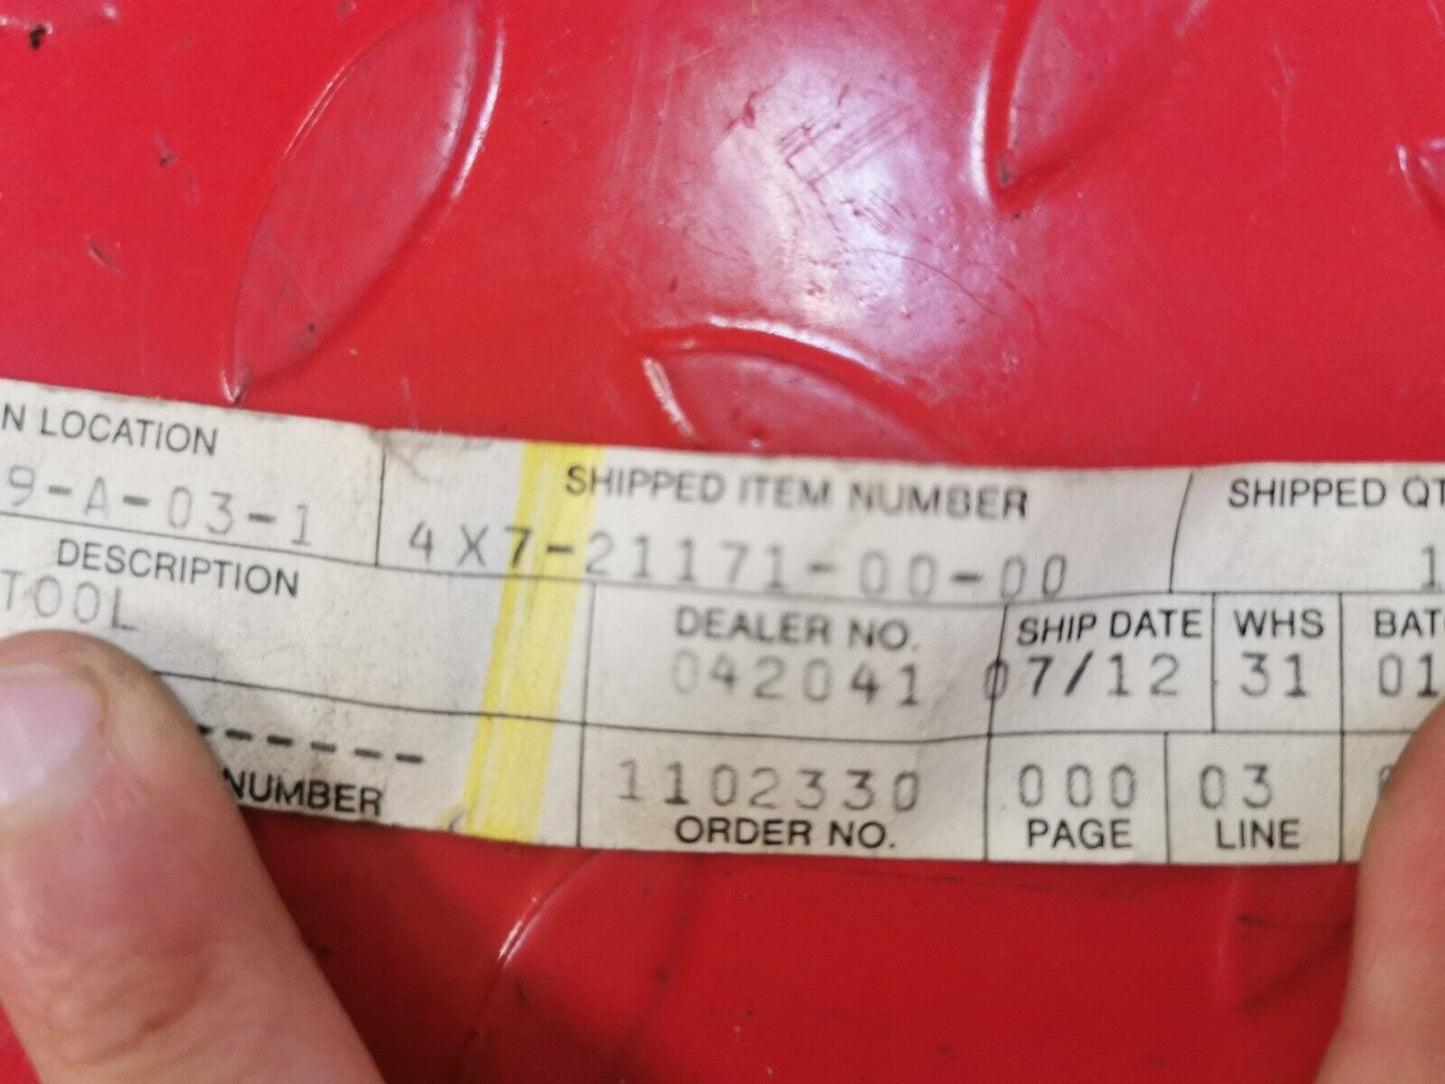 N LOCATION
9-A-03-1
SHIPPED ITEM NUMBER
4X7-21171-00-00
SHIPPED QT
1
DESCRIPTION
TOOL
DEALER NO.
042041
SHIP DATE
07/12
WHS
31
BAT
01
------
NUMBER
1102330
ORDER NO.
000
PAGE
03
LINE